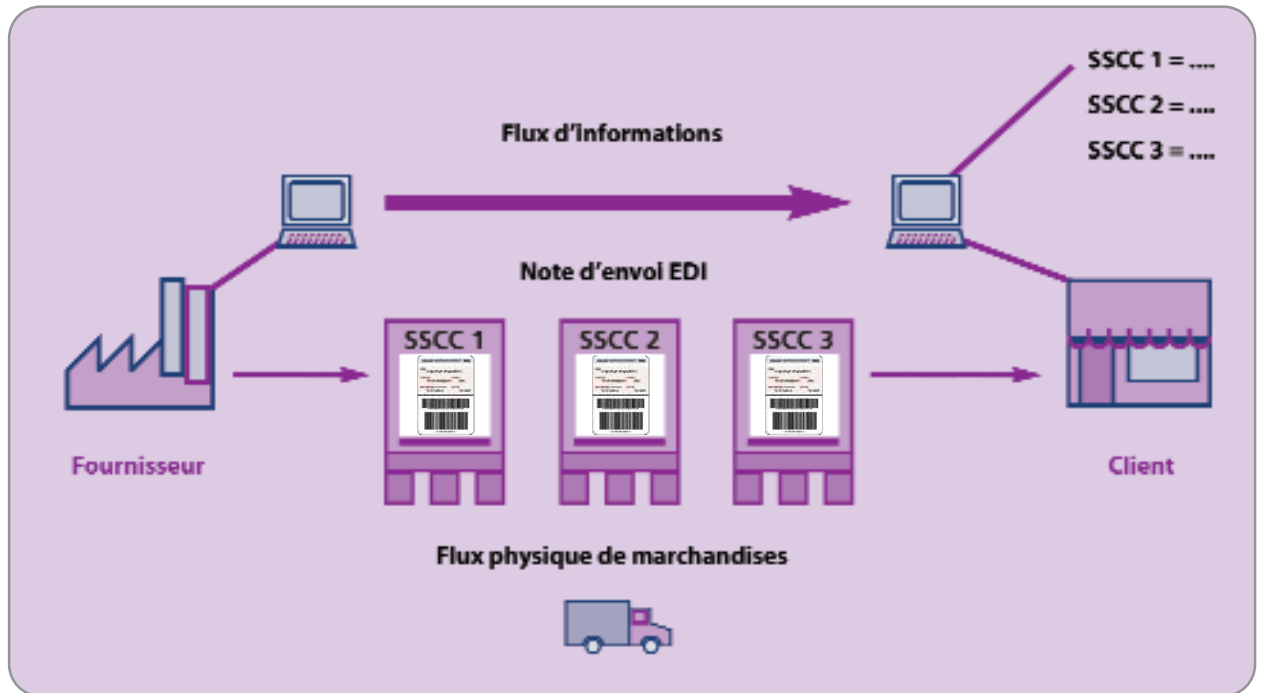 SSCC 1 = ....
SSCC 2 = ....
SSCC 3 = ....
Flux d'informations
Note d'envoi EDI
SSCC 1
SSCC 2
SSCC 3
Fournisseur
Client
Flux physique de marchandises